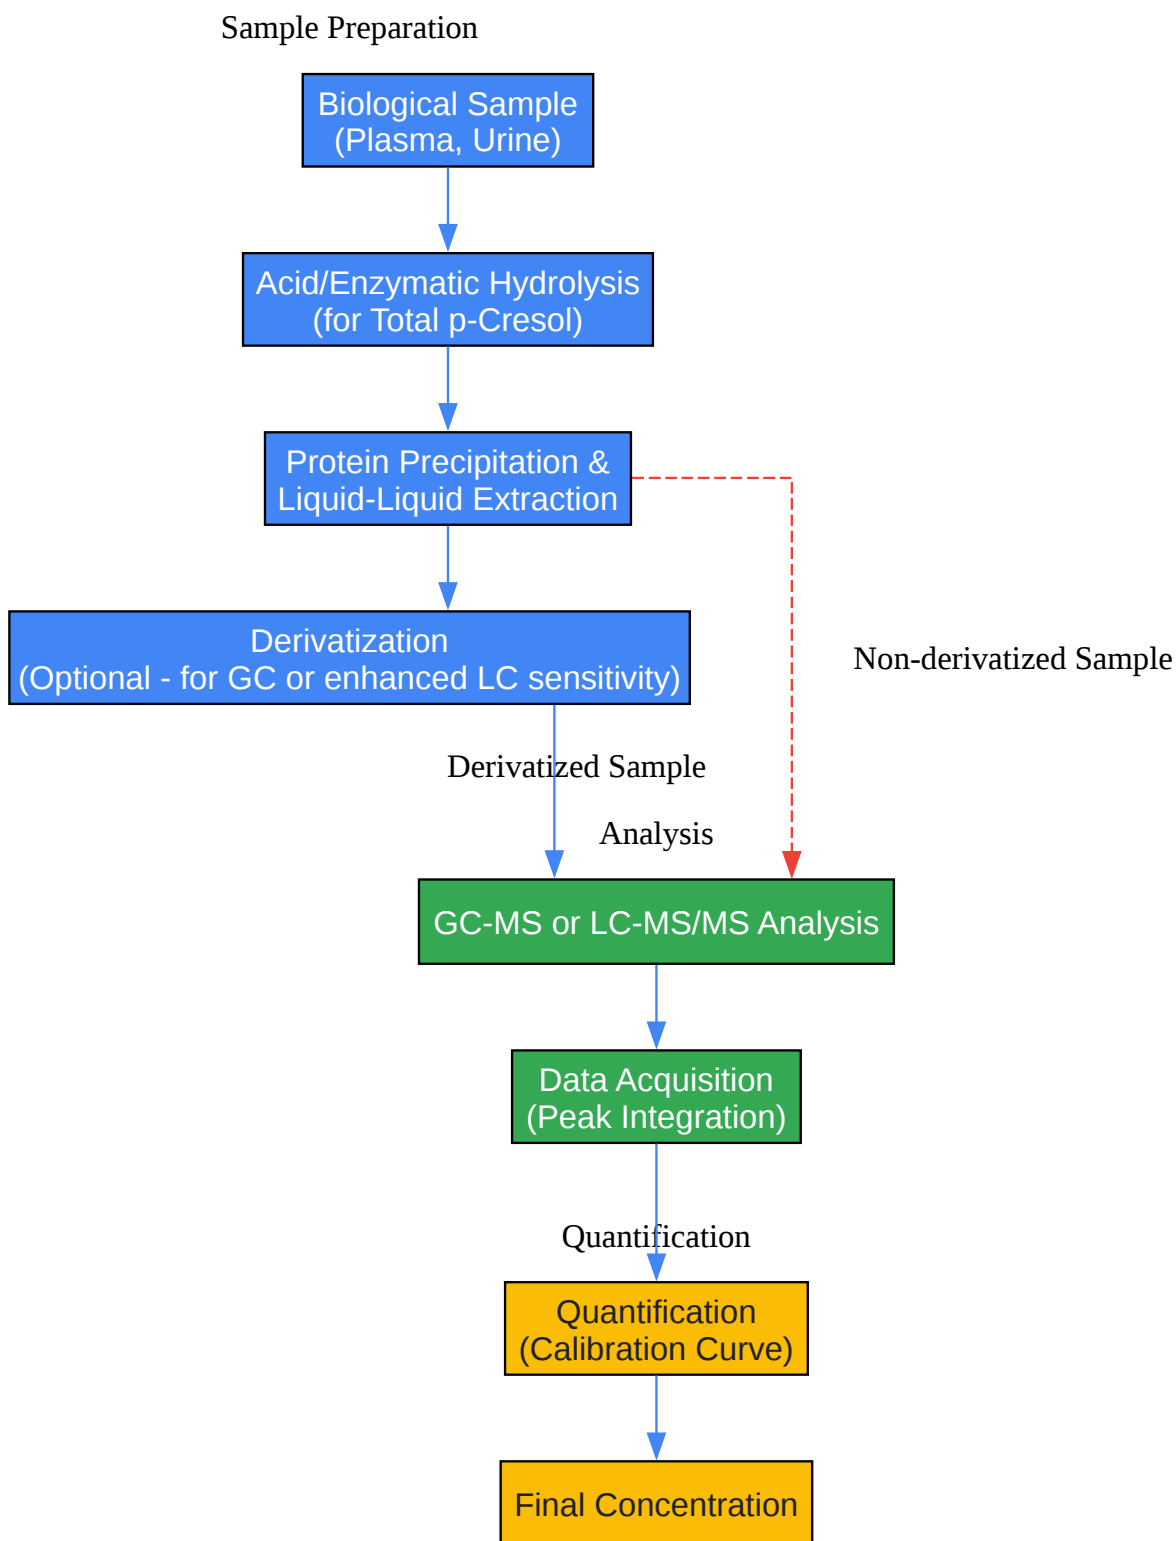 Sample Preparation
Biological Sample
(Plasma, Urine)
Acid/Enzymatic Hydrolysis
(for Total p-Cresol)
Protein Precipitation &
Liquid-Liquid Extraction
Derivatization
(Optional - for GC or enhanced LC sensitivity)
Non-derivatized Sample
Derivatized Sample
Analysis
GC-MS or LC-MS/MS Analysis
Data Acquisition
(Peak Integration)
Quantification
Quantification
(Calibration Curve)
Final Concentration